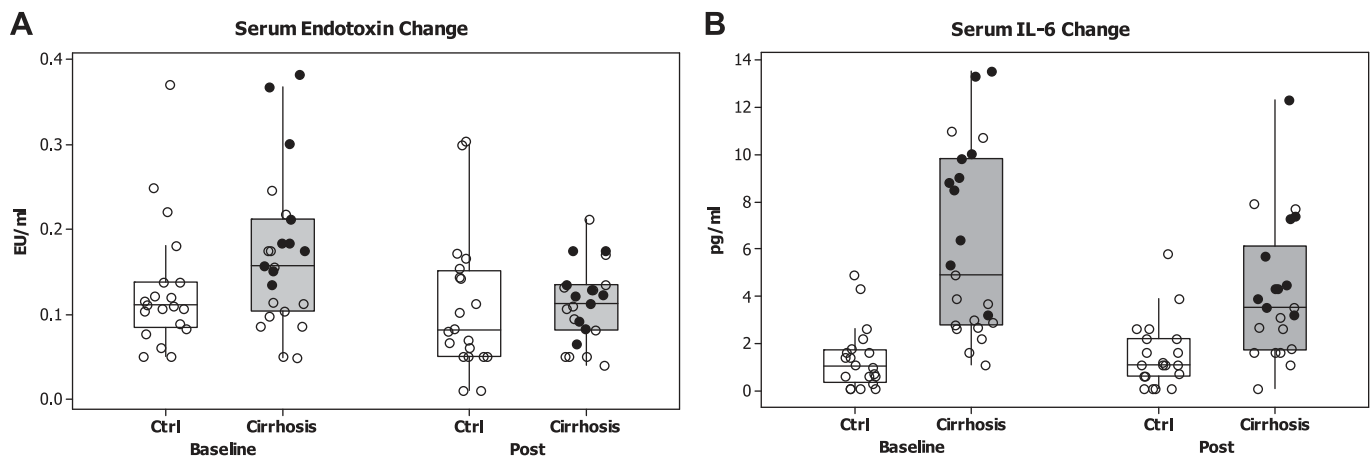 A
Serum Endotoxin Change
EU/ml
0.4
0.3
0.2
0.1
0.0
Ctrl Cirrhosis Ctrl Cirrhosis
Baseline Post
B
Serum IL-6 Change
pg/ml
14
12
10
8
6
4
2
0
Ctrl Cirrhosis Ctrl Cirrhosis
Baseline Post